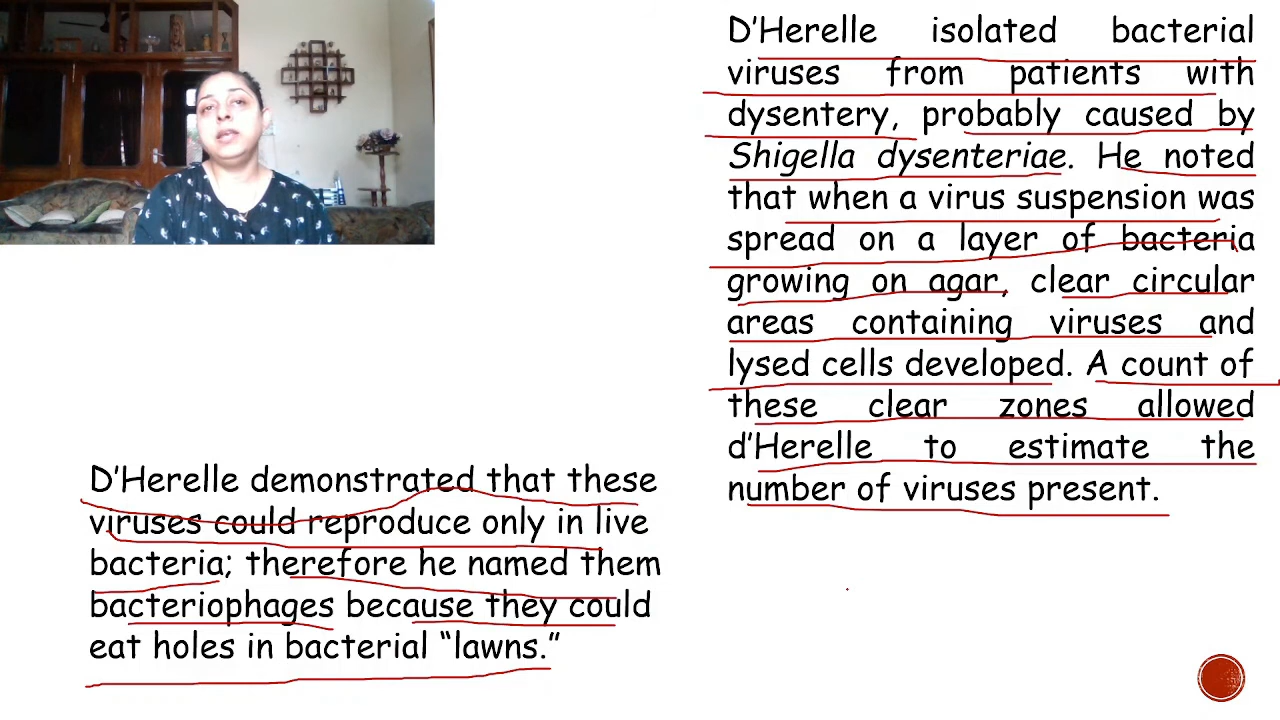 D’Herelle isolated bacterial
viruses from patients with
dysentery, probably caused by
Shigella dysenteriae. He noted
that when a virus suspension was
spread on a layer of bacteria
growing on agar, clear circular
areas containing viruses and
lysed cells developed. A count of
these clear zones allowed
d’Herelle to estimate the
number of viruses present.
D’Herelle demonstrated that these
viruses could reproduce only in live
bacteria; therefore he named them
bacteriophages because they could
eat holes in bacterial “lawns.”